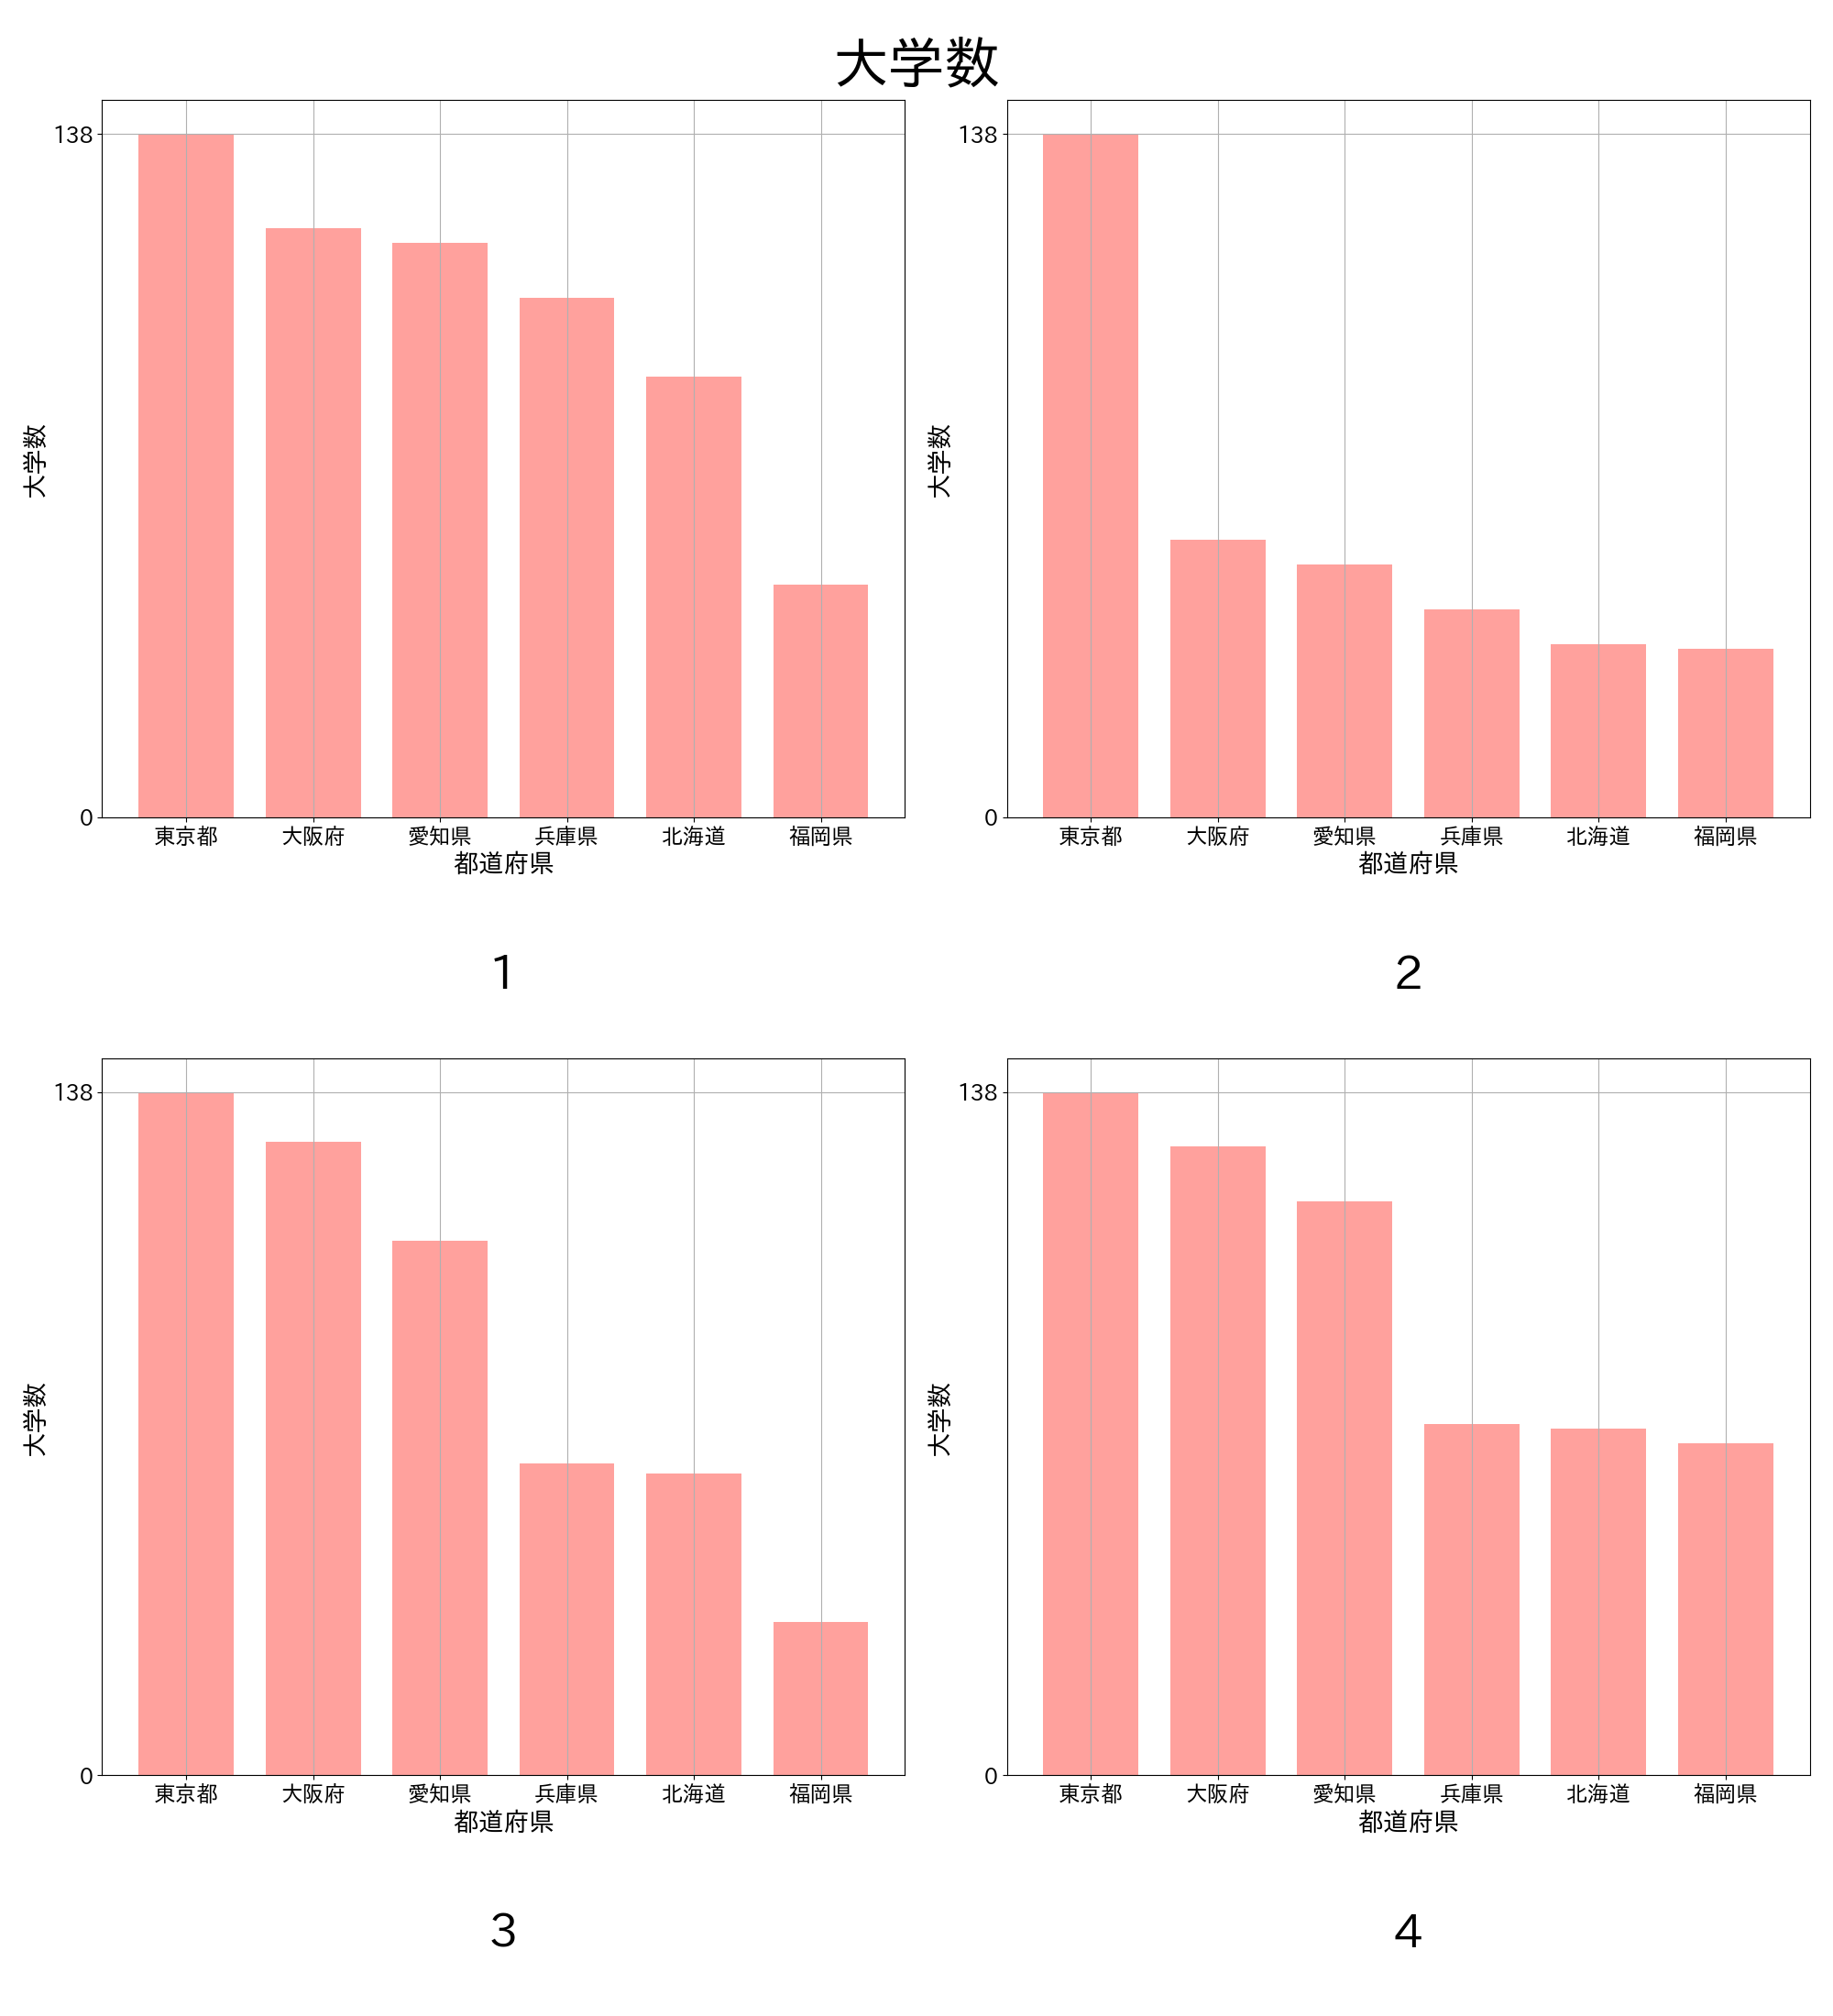 大学数
138
0
大学数
東京都 大阪府 愛知県 兵庫県 北海道 福岡県
都道府県
1
138
0
大学数
東京都 大阪府 愛知県 兵庫県 北海道 福岡県
都道府県
2
138
0
大学数
東京都 大阪府 愛知県 兵庫県 北海道 福岡県
都道府県
3
138
0
大学数
東京都 大阪府 愛知県 兵庫県 北海道 福岡県
都道府県
4